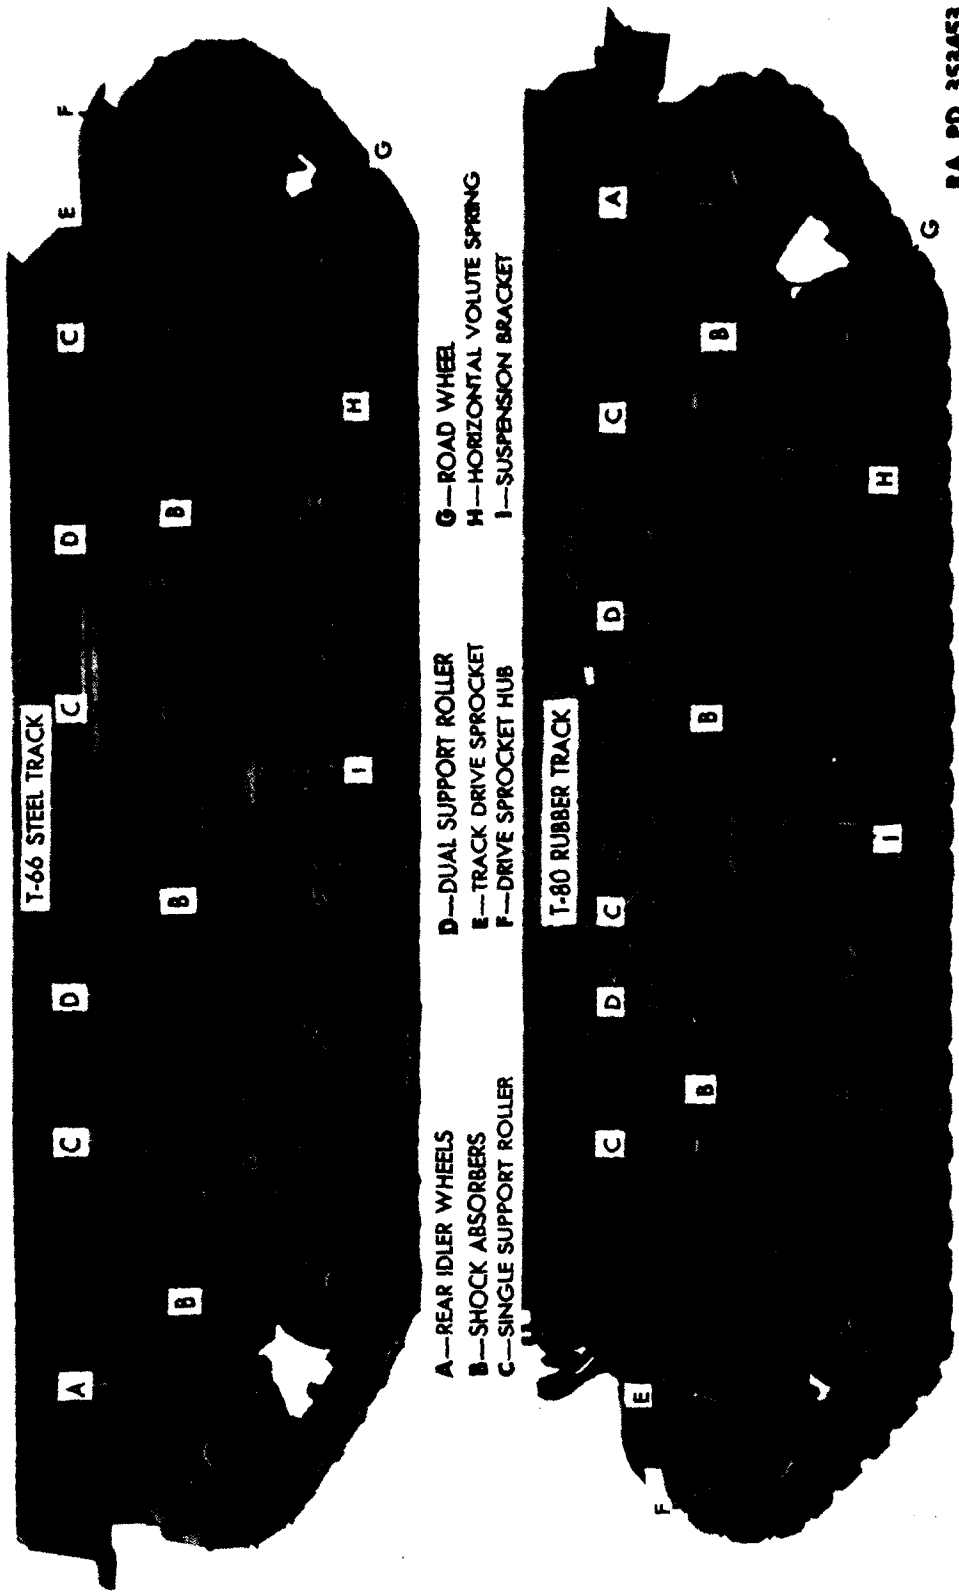 T-66 STEEL TRACK
A C D C D C E F
B B B
I H
G
A—REAR IDLER WHEELS
B—SHOCK ABSORBERS
C—SINGLE SUPPORT ROLLER
D—DUAL SUPPORT ROLLER
E—TRACK DRIVE SPROCKET
F—DRIVE SPROCKET HUB
G—ROAD WHEEL
H—HORIZONTAL VOLUTE SPRING
I—SUSPENSION BRACKET
T-80 RUBBER TRACK
C D C D C A
F E
B B B
I H
G
RA PD